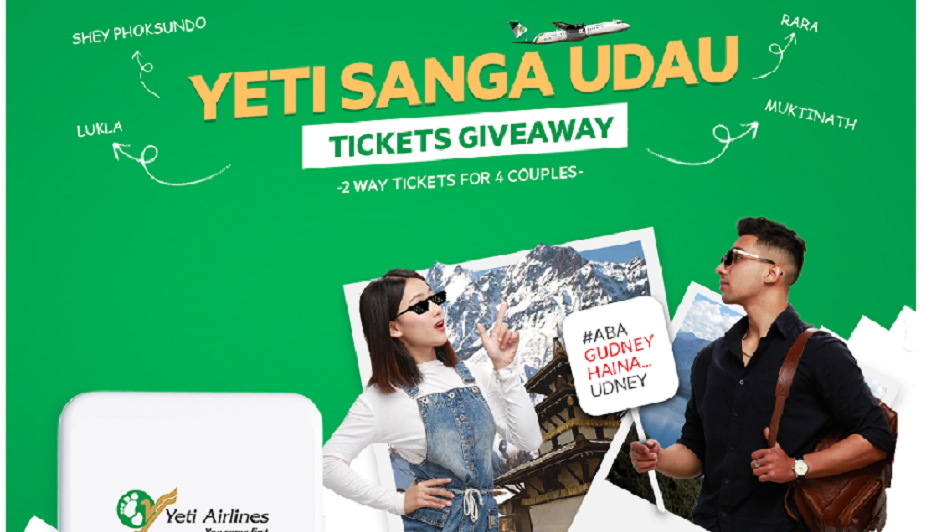 SHEY PHOKSUNDO
RARA
YETI SANGA UDAU
LUKLA
MUKTINATH
TICKETS GIVEAWAY
-2 WAY TICKETS FOR 4 COUPLES-
#ABA
GUDNEY
HAINA...
UDNEY
Yeti Airlines